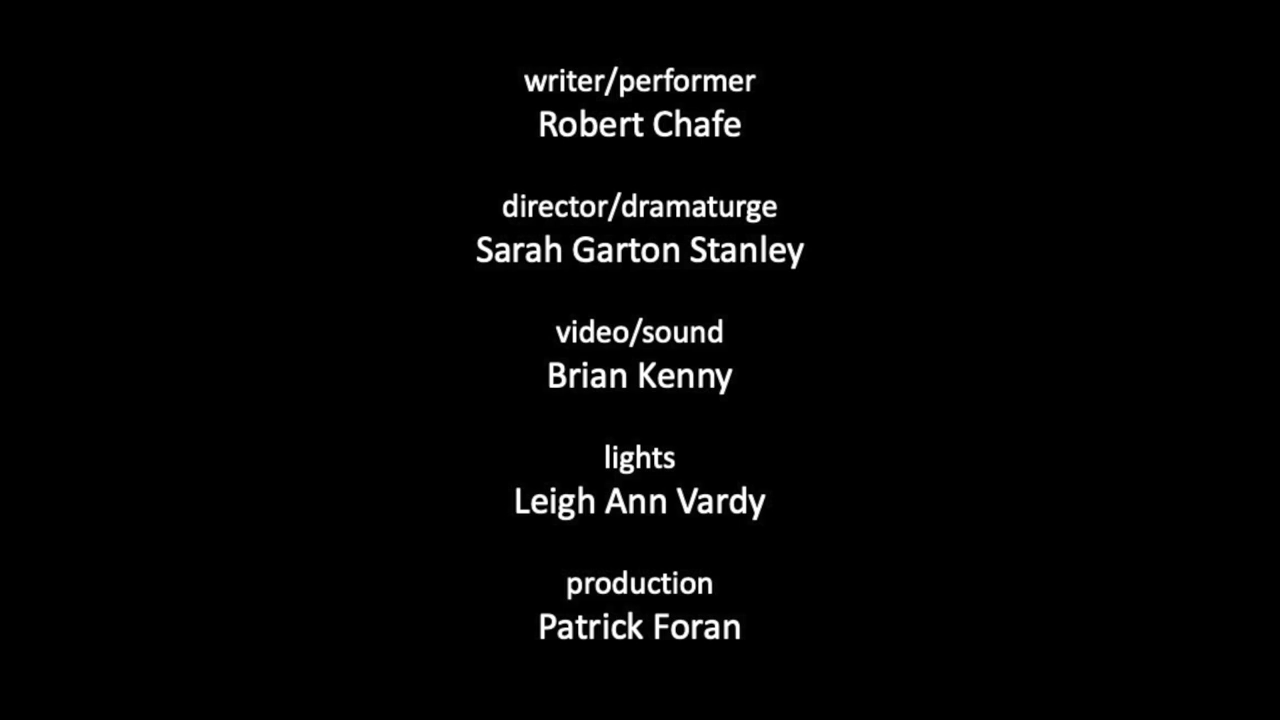 writer/performer
Robert Chafe
director/dramaturge
Sarah Garton Stanley
video/sound
Brian Kenny
lights
Leigh Ann Vardy
production
Patrick Foran